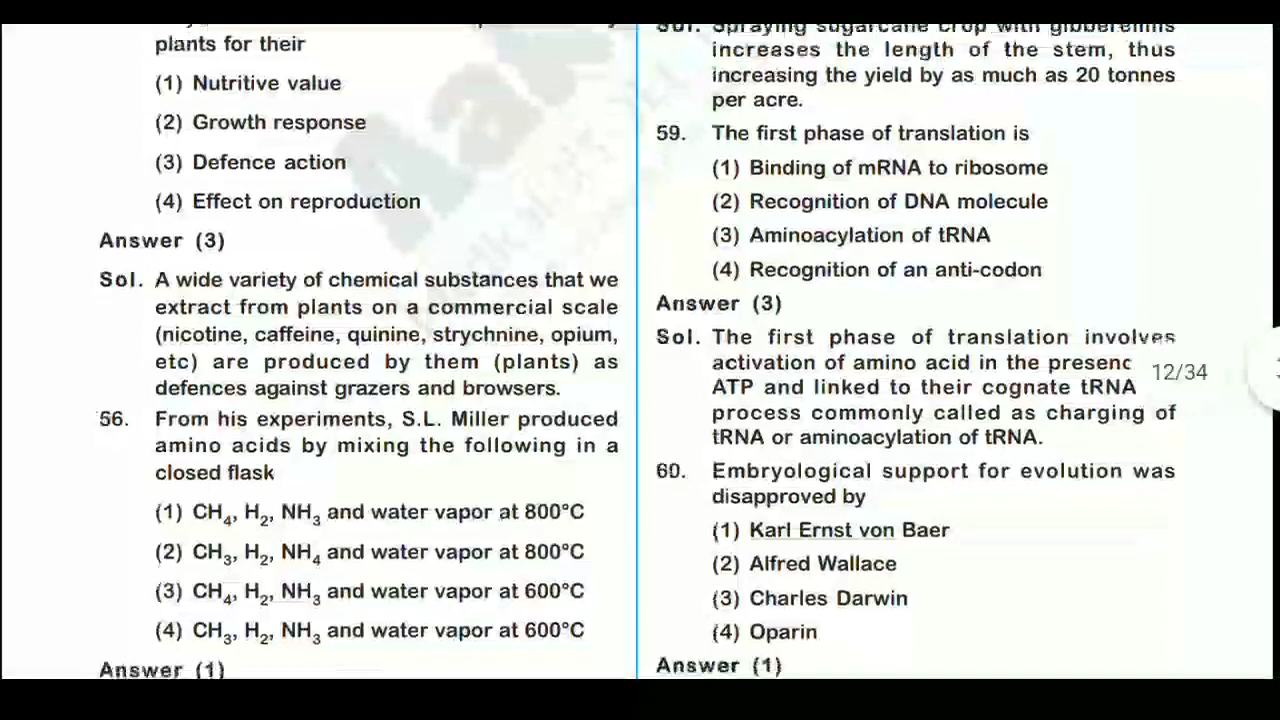 plants for their
(1) Nutritive value
(2) Growth response
(3) Defence action
(4) Effect on reproduction
Answer (3)
Sol. A wide variety of chemical substances that we
extract from plants on a commercial scale
(nicotine, caffeine, quinine, strychnine, opium,
etc) are produced by them (plants) as
defences against grazers and browsers.
56. From his experiments, S.L. Miller produced
amino acids by mixing the following in a
closed flask
(1) CH₄, H₂, NH₃ and water vapor at 800°C
(2) CH₃, H₂, NH₄ and water vapor at 800°C
(3) CH₄, H₂, NH₃ and water vapor at 600°C
(4) CH₃, H₂, NH₃ and water vapor at 600°C
Answer (1)
Sol. Spraying sugarcane crop with gibberellins
increases the length of the stem, thus
increasing the yield by as much as 20 tonnes
per acre.
59. The first phase of translation is
(1) Binding of mRNA to ribosome
(2) Recognition of DNA molecule
(3) Aminoacylation of tRNA
(4) Recognition of an anti-codon
Answer (3)
Sol. The first phase of translation involves
activation of amino acid in the presenc
ATP and linked to their cognate tRNA
process commonly called as charging of
tRNA or aminoacylation of tRNA.
60. Embryological support for evolution was
disapproved by
(1) Karl Ernst von Baer
(2) Alfred Wallace
(3) Charles Darwin
(4) Oparin
Answer (1)
12/34